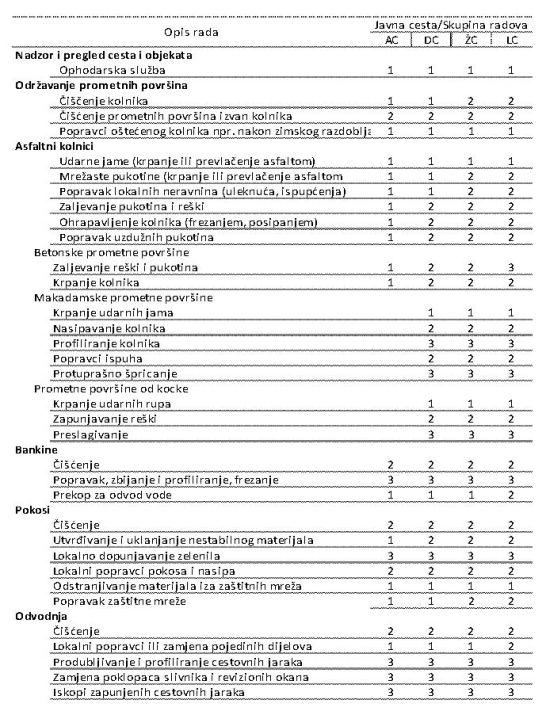 Opis rada Javna cesta/Skupina radova
AC DC ŽC LC
Nadzor i pregled cesta i objekata
Ophodarska služba 1 1 1 1
Održavanje prometnih površina
Čišćenje kolnika 1 1 2 2
Čišćenje prometnih površina izvan kolnika 2 2 2 2
Popravci oštećenog kolnika npr. nakon zimskog razdoblja 1 1 1 1
Asfaltni kolnici
Udarne jame (krpanje ili prevlačenje asfaltom) 1 1 1 1
Mrežaste pukotine (krpanje ili prevlačenje asfaltom 1 1 2 2
Popravak lokalnih neravnina (uleknuća, ispupćenja) 1 1 2 2
Zaljevanje pukotina i reški 1 2 2 2
Ohrapavljenje kolnika (frezanjem, posipanjem) 1 2 2 2
Popravak uzdužnih pukotina 1 2 2 2
Betonske prometne površine
Zaljevanje reški i pukotina 1 2 2 3
Krpanje kolnika 1 2 2 2
Makadamske prometne površine
Krpanje udarnih jama 1 1 1
Nasipavanje kolnika 2 2 2
Profiliranje kolnika 3 3 3
Popravci ispuha 2 2 2
Protuprašno špricanje 3 3 3
Prometne površine od kocke
Krpanje udarnih rupa 1 1 1
Zapunjavanje reški 2 2 2
Preslagivanje 3 3 3
Bankine
Čišćenje 2 2 2 2
Popravak, zbijanje i profiliranje, frezanje 3 3 3 3
Prekop za odvod vode 1 1 1 2
Pokosi
Čišćenje 2 2 2 2
Utvrđivanje i uklanjanje nestabilnog materijala 1 2 2 2
Lokalno dopunjavanje zelenila 3 3 3 3
Lokalni popravci pokosa i nasipa 2 2 2 2
Odstranjivanje materijala iza zaštitnih mreža 1 1 1 1
Popravak zaštitne mreže 1 1 2 2
Odvodnja
Čišćenje 2 2 2 2
Lokalni popravci ili zamjena pojedinih dijelova 1 1 1 2
Produbljivanje i profiliranje cestovnih jaraka 3 3 3 3
Zamjena poklopaca slivnika i revizionih okana 3 3 3 3
Iskopi zapunjenih cestovnih jaraka 3 3 3 3